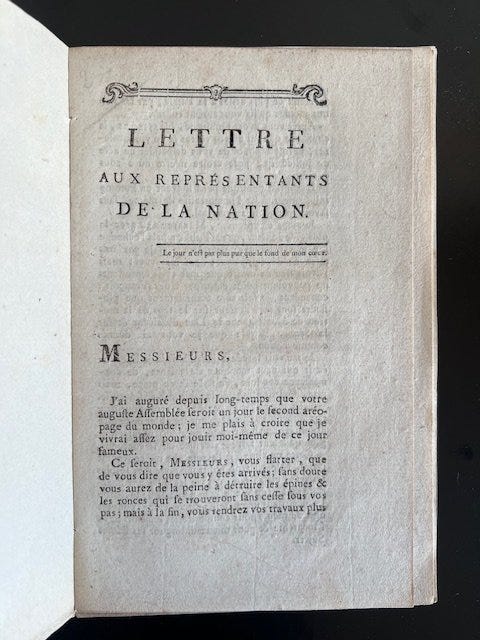 LETTRE
AUX REPRÉSENTANTS
DE LA NATION.
Le jour n'eſt pas plus pur que le fond de mon cœur.
MESSIEURS,
J'ai auguré depuis long-temps que votre
auguſte Aſſemblée ſeroit un jour le ſecond aréo-
page du monde ; je me plais à croire que je
vivrai aſſez pour jouir moi-même de ce jour
fameux.
Ce ſeroit, MESSIEURS, vous flatter, que
de vous dire que vous y êtes arrivés ; ſans doute
vous aurez de la peine à détruire les épines &
les ronces qui ſe trouveront ſans ceſſe ſous vos
pas ; mais à la fin, vous rendrez vos travaux plus